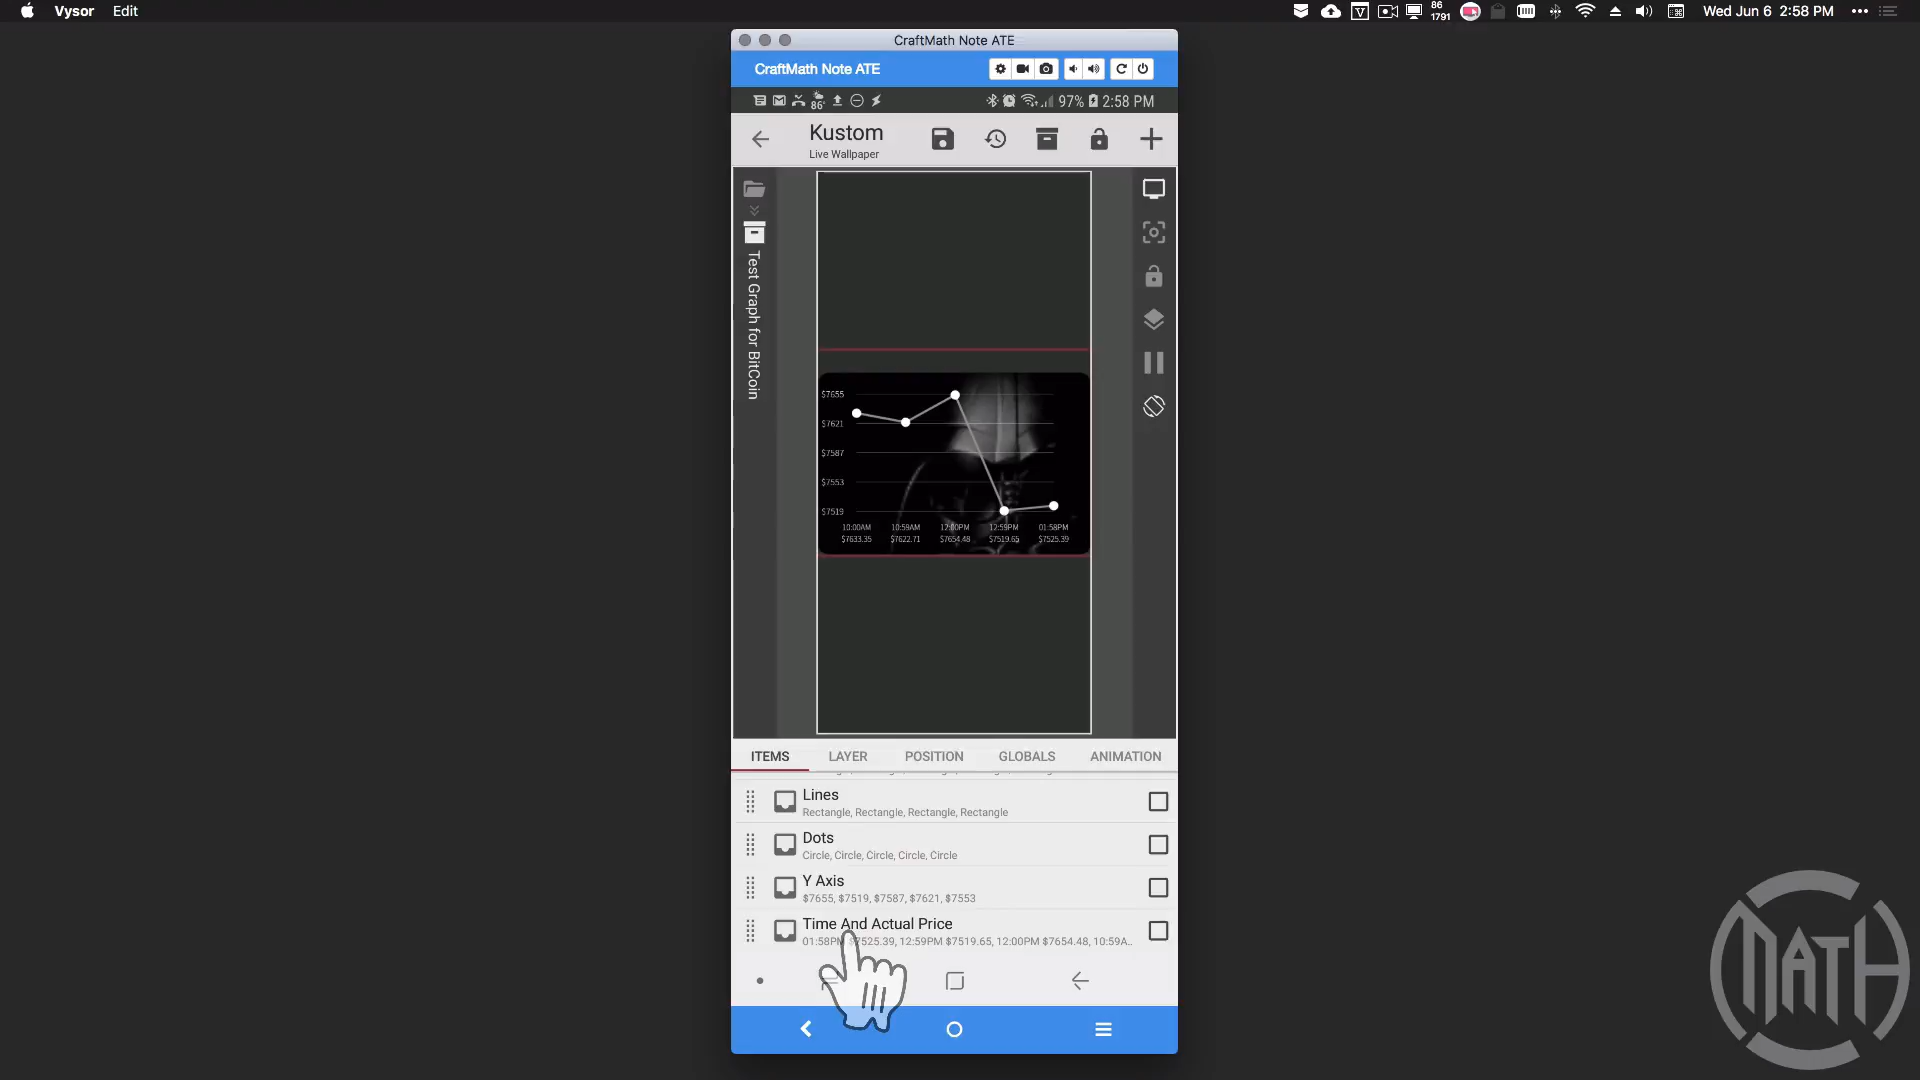 Vysor Edit
86
1791
Wed Jun 6 2:58 PM
CraftMath Note ATE
CraftMath Note ATE
86°
97% 2:58 PM
Kustom
Live Wallpaper
Test Graph for BitCoin
$7655
$7621
$7587
$7553
$7519
10:00AM 10:59AM 12:00PM 12:59PM 01:58PM
$7633.35 $7622.71 $7654.48 $7519.65 $7525.39
ITEMS LAYER POSITION GLOBALS ANIMATION
Lines
Rectangle, Rectangle, Rectangle, Rectangle
Dots
Circle, Circle, Circle, Circle, Circle
Y Axis
$7655, $7519, $7587, $7621, $7553
Time And Actual Price
01:58PM $7525.39, 12:59PM $7519.65, 12:00PM $7654.48, 10:59A..
MATH